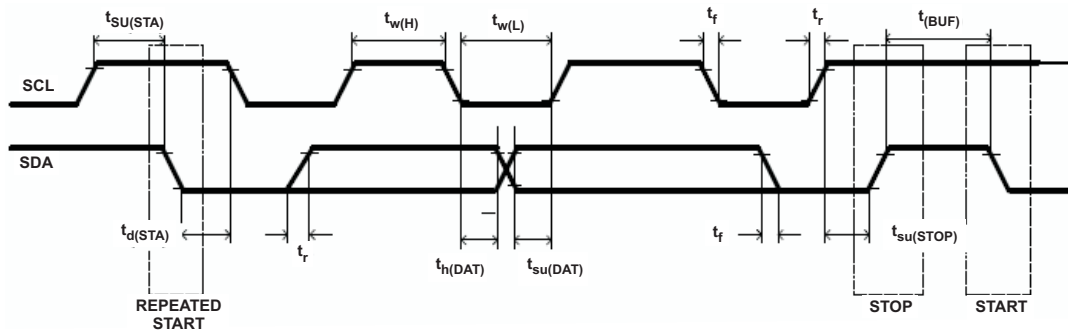 tSU(STA)
tw(H)
tw(L)
tf
tr
t(BUF)
SCL
SDA
td(STA)
tr
th(DAT)
tsu(DAT)
tf
tsu(STOP)
REPEATED
START
STOP
START